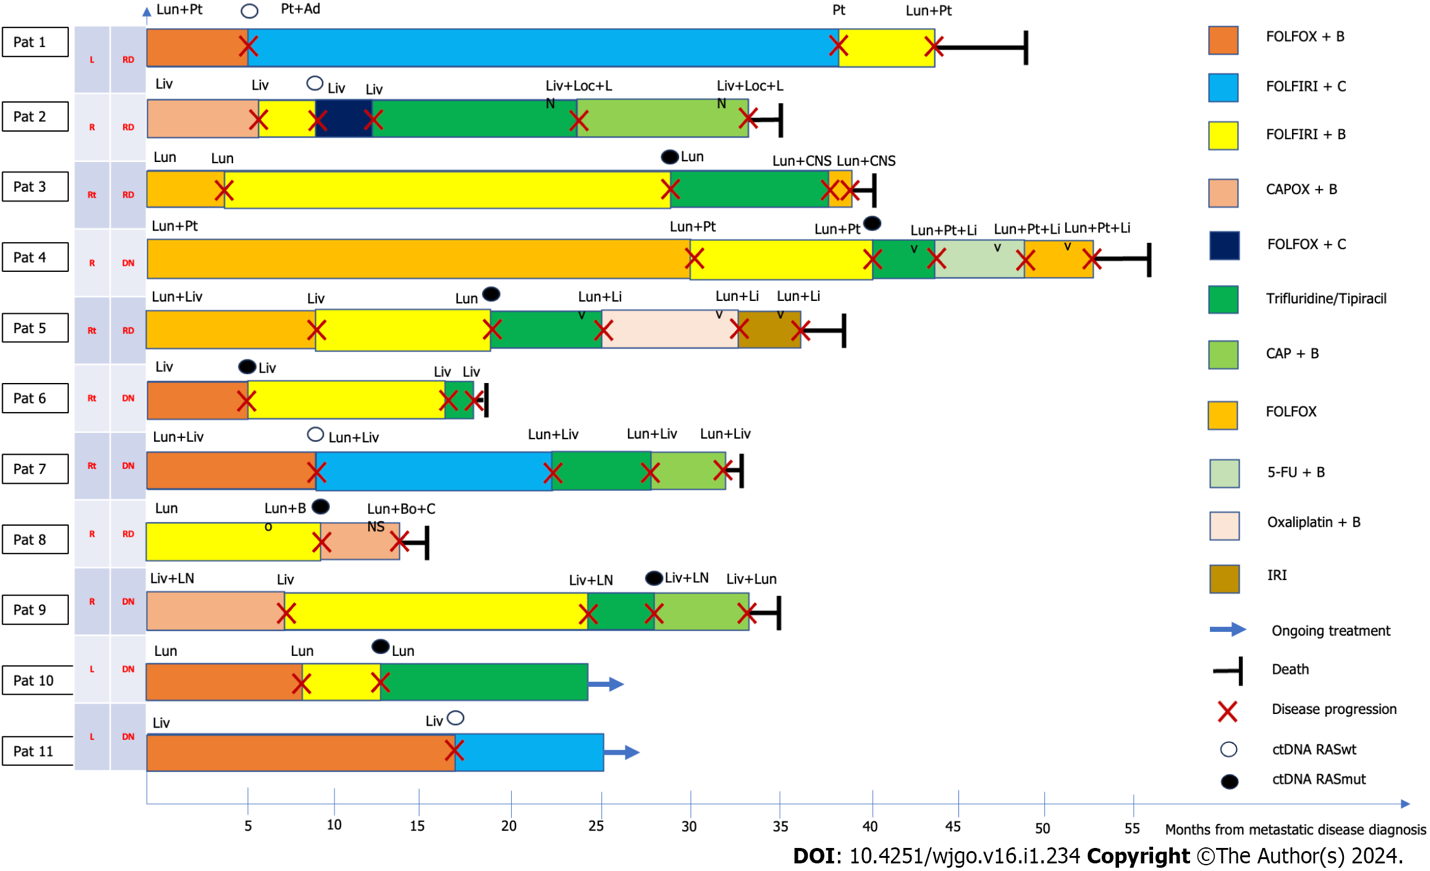 Lun+Pt Pt+Ad Pt Lun+Pt
Pat 1 L RD
FOLFOX + B
Liv Liv Liv Liv Liv+Loc+L Liv+Loc+L
N N
FOLFIRI + C
Pat 2 R RD
FOLFIRI + B
Lun Lun Lun Lun+CNS Lun+CNS
Pat 3 Rt RD
CAPOX + B
Lun+Pt Lun+Pt Lun+Pt Lun+Pt+Li Lun+Pt+Li Lun+Pt+Li
v v v
Pat 4 R DN
FOLFOX + C
Lun+Liv Liv Lun Lun+Li Lun+Li Lun+Li
v v v
Trifluridine/Tipiracil
Pat 5 Rt RD
CAP + B
Liv Liv Liv Liv
Pat 6 Rt DN
FOLFOX
Lun+Liv Lun+Liv Lun+Liv Lun+Liv Lun+Liv
Pat 7 Rt DN
5-FU + B
Lun Lun+B Lun+Bo+C
o NS
Oxaliplatin + B
Pat 8 R RD
Liv+LN Liv Liv+LN Liv+LN Liv+Lun
IRI
Pat 9 R DN
Ongoing treatment
Lun Lun Lun
Pat 10 L DN
Death
Disease progression
Liv Liv
Pat 11 L DN
ctDNA RASwt
ctDNA RASmut
5 10 15 20 25 30 35 40 45 50 55 Months from metastatic disease diagnosis
DOI: 10.4251/wjgo.v16.i1.234 Copyright ©The Author(s) 2024.